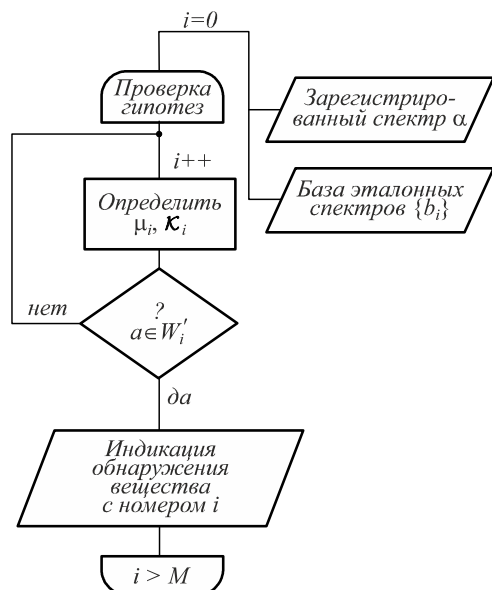 i=0
Проверка
гипотез
Зарегистриро-
ванный спектр α
i++
База эталонных
спектров {bᵢ}
Определить
μᵢ, 𝜿ᵢ
нет
?
a∈W′ᵢ
да
Индикация
обнаружения
вещества
с номером i
i > M